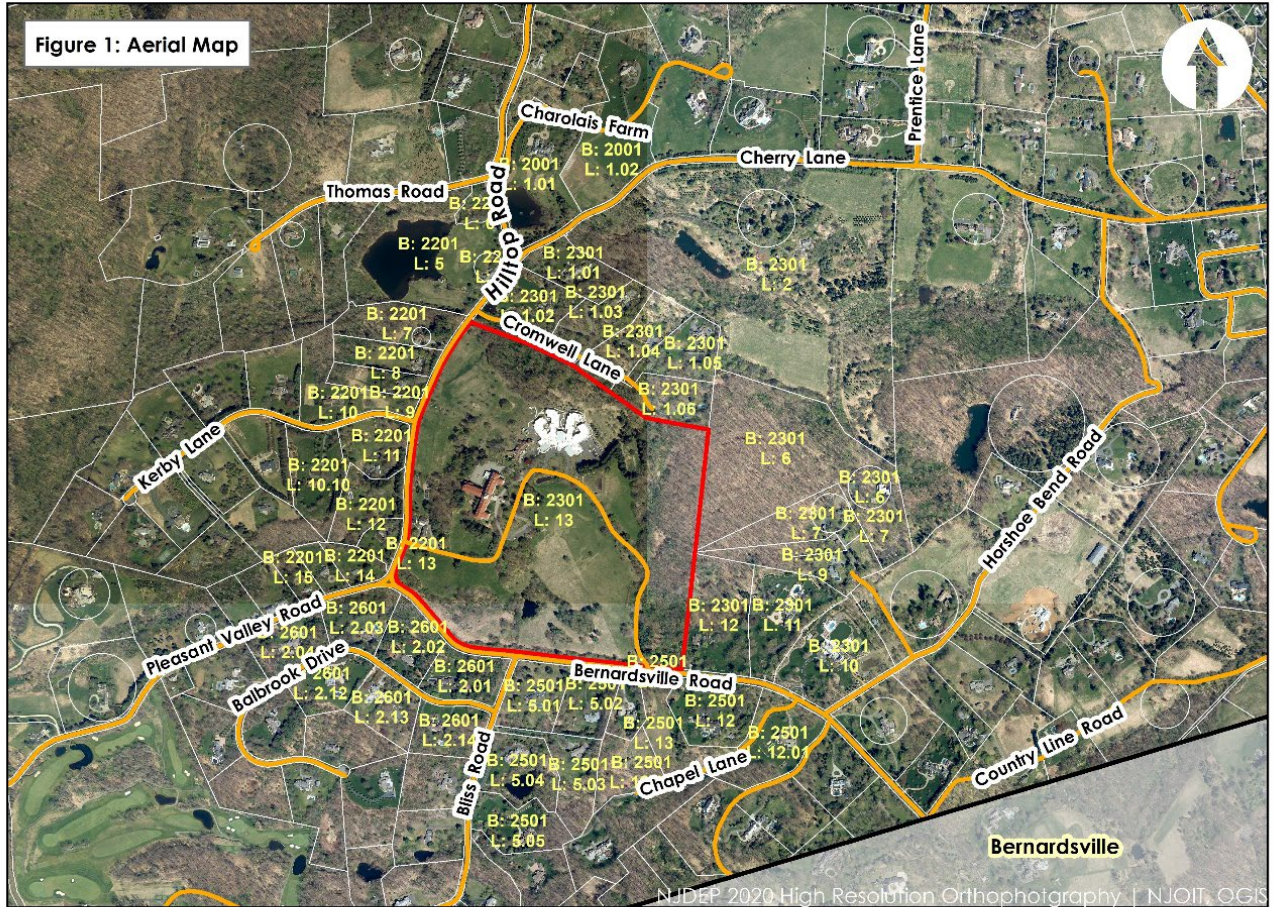 Figure 1: Aerial Map
Prentice Lane
Charolais Farm
B: 2001
L: 1.02
B: 2001
L: 1.01
Cherry Lane
Thomas Road
Hilltop Road
B: 2201
L: 5
B: 2301
L: 1.01
B: 2301
L: 2
B: 2301
L: 1.02
B: 2301
L: 1.03
B: 2201
L: 7
Cromwell Lane
B: 2301
L: 1.04
B: 2301
L: 1.05
B: 2201
L: 8
B: 2301
L: 1.06
B: 2201
L: 10
B: 2201
L: 9
Kerby Lane
B: 2201
L: 11
B: 2301
L: 6
Horshoe Bend Road
B: 2201
L: 10.10
B: 2301
L: 6
B: 2301
L: 13
B: 2201
L: 12
B: 2301
L: 7
B: 2301
L: 7
B: 2201
L: 13
B: 2301
L: 9
B: 2201
L: 15
B: 2201
L: 14
Pleasant Valley Road
B: 2601
L: 2.03
B: 2601
L: 2.02
B: 2301
L: 12
B: 2301
L: 11
2601
L: 2.04
B: 2301
L: 10
Balbrook Drive
2601
L: 2.12
B: 2601
L: 2.01
B: 2501
Bernardsville Road
B: 2501
L: 5.01
L: 5.02
B: 2601
L: 2.13
B: 2501
L: 12
B: 2601
L: 2.14
B: 2501
L: 13
B: 2501
L: 12.01
Country Line Road
Bliss Road
B: 2501
L: 5.04
B: 2501
L: 5.03
B: 2501
Chapel Lane
B: 2501
L: 5.05
Bernardsville
NJDEP 2020 High Resolution Orthophotography | NJOIT, OGIS